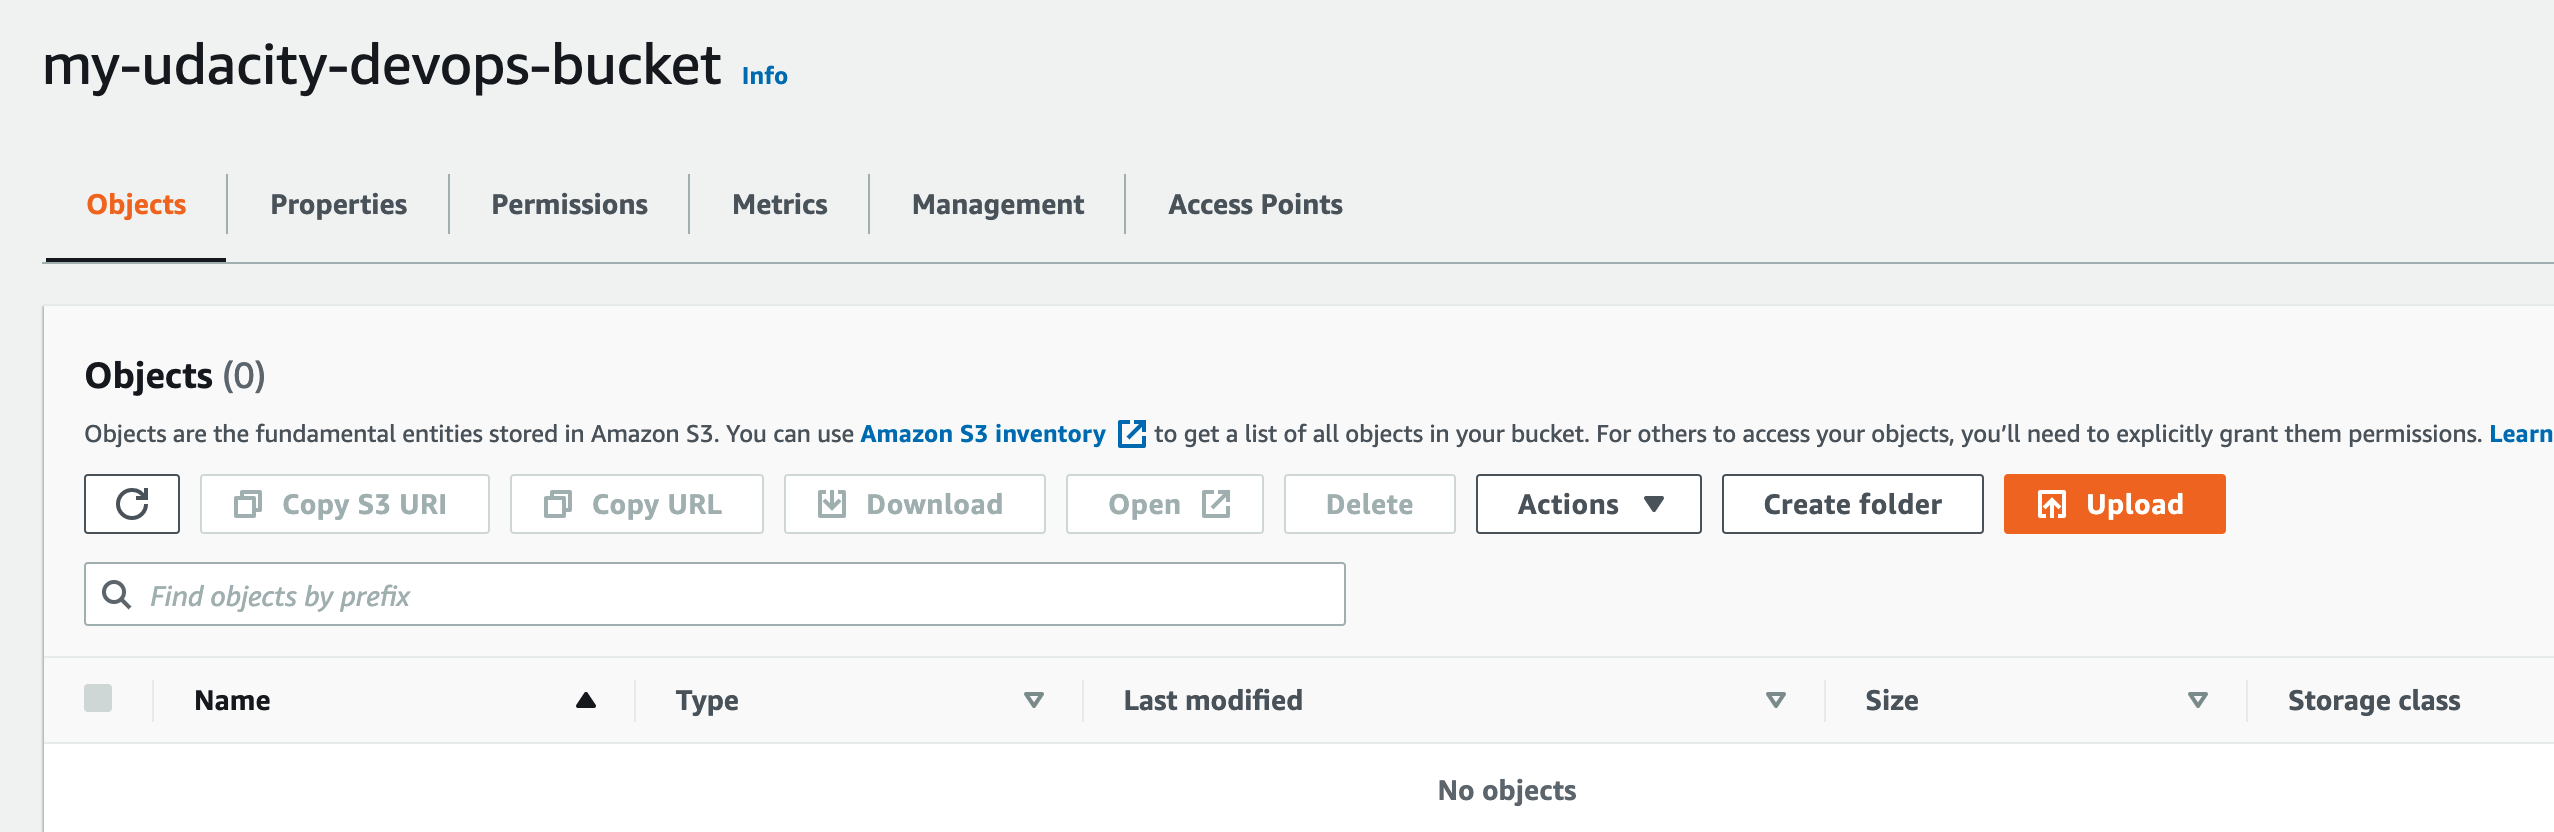 my-udacity-devops-bucket Info
Objects Properties Permissions Metrics Management Access Points
Objects (0)
Objects are the fundamental entities stored in Amazon S3. You can use Amazon S3 inventory to get a list of all objects in your bucket. For others to access your objects, you’ll need to explicitly grant them permissions. Learn
Copy S3 URI Copy URL Download Open Delete Actions Create folder Upload
Find objects by prefix
Name Type Last modified Size Storage class
No objects